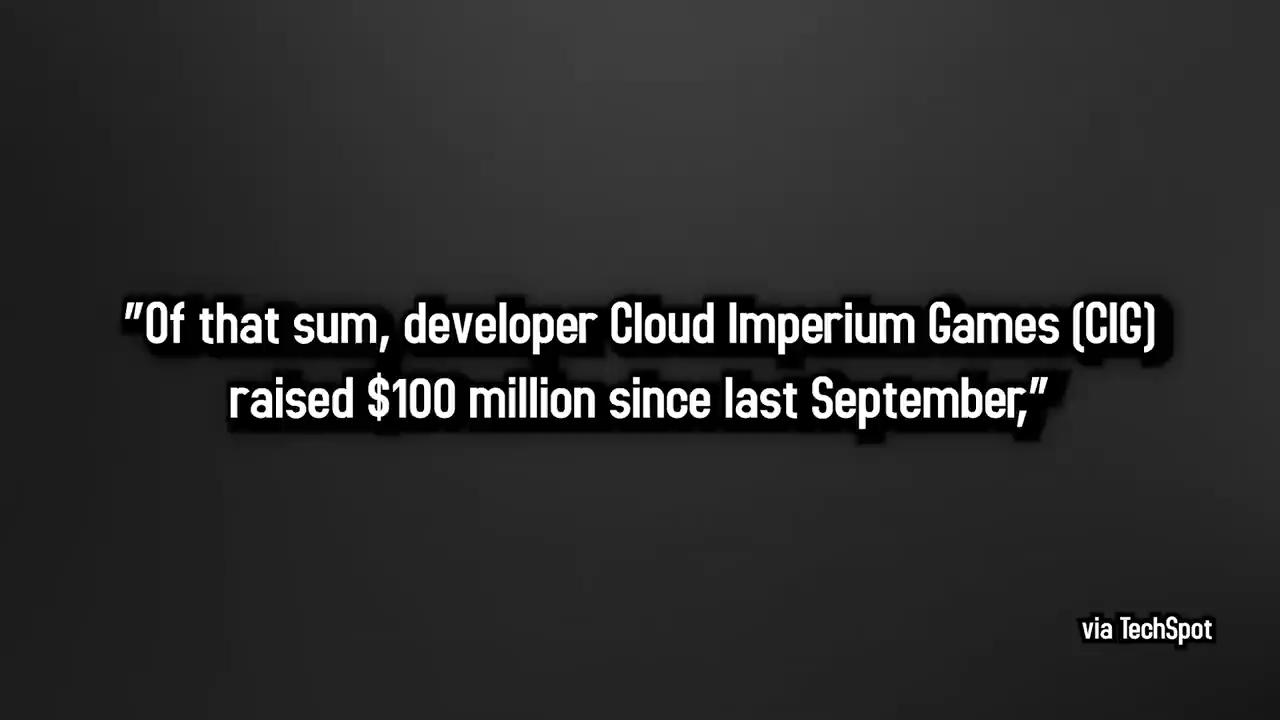 "Of that sum, developer Cloud Imperium Games (CIG)
raised $100 million since last September,"
via TechSpot